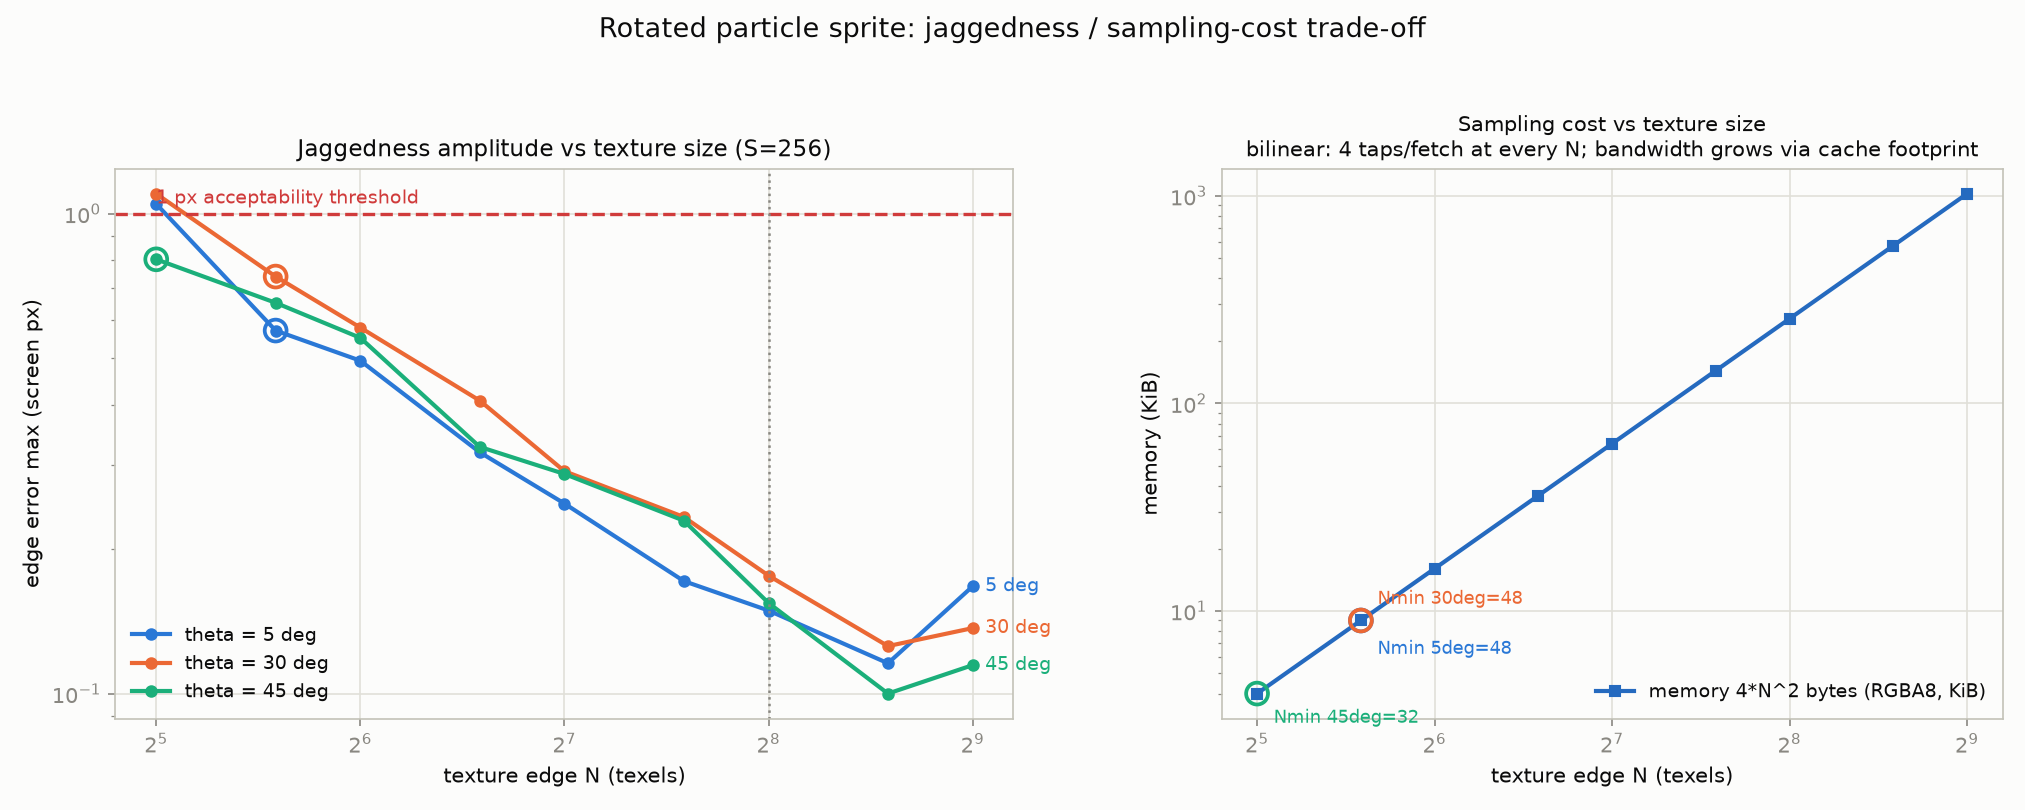 Rotated particle sprite: jaggedness / sampling-cost trade-off
Jaggedness amplitude vs texture size (S=256)
1 px acceptability threshold
10^0
10^-1
edge error max (screen px)
5 deg
30 deg
45 deg
theta = 5 deg
theta = 30 deg
theta = 45 deg
2^5
2^6
2^7
2^8
2^9
texture edge N (texels)
Sampling cost vs texture size
bilinear: 4 taps/fetch at every N; bandwidth grows via cache footprint
10^3
10^2
10^1
memory (KiB)
Nmin 30deg=48
Nmin 5deg=48
Nmin 45deg=32
memory 4*N^2 bytes (RGBA8, KiB)
2^5
2^6
2^7
2^8
2^9
texture edge N (texels)